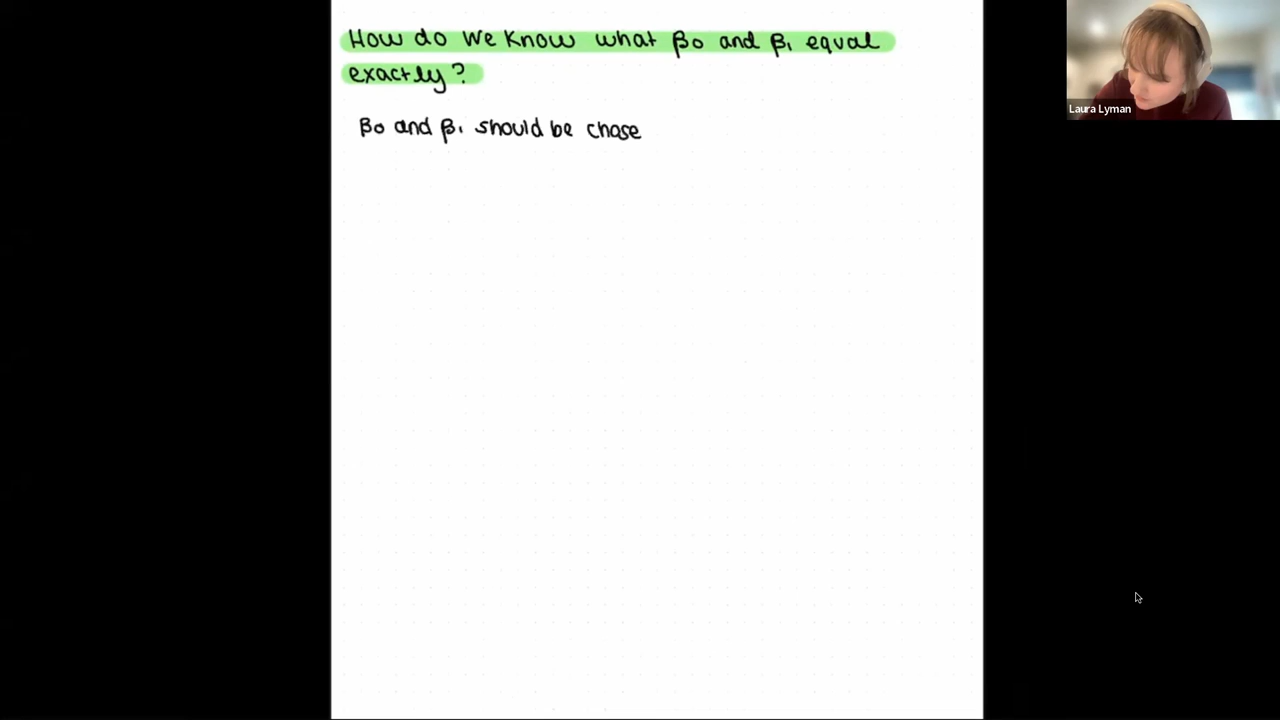 How do we know what β0 and β1 equal
exactly?
β0 and β1 should be chose
Laura Lyman